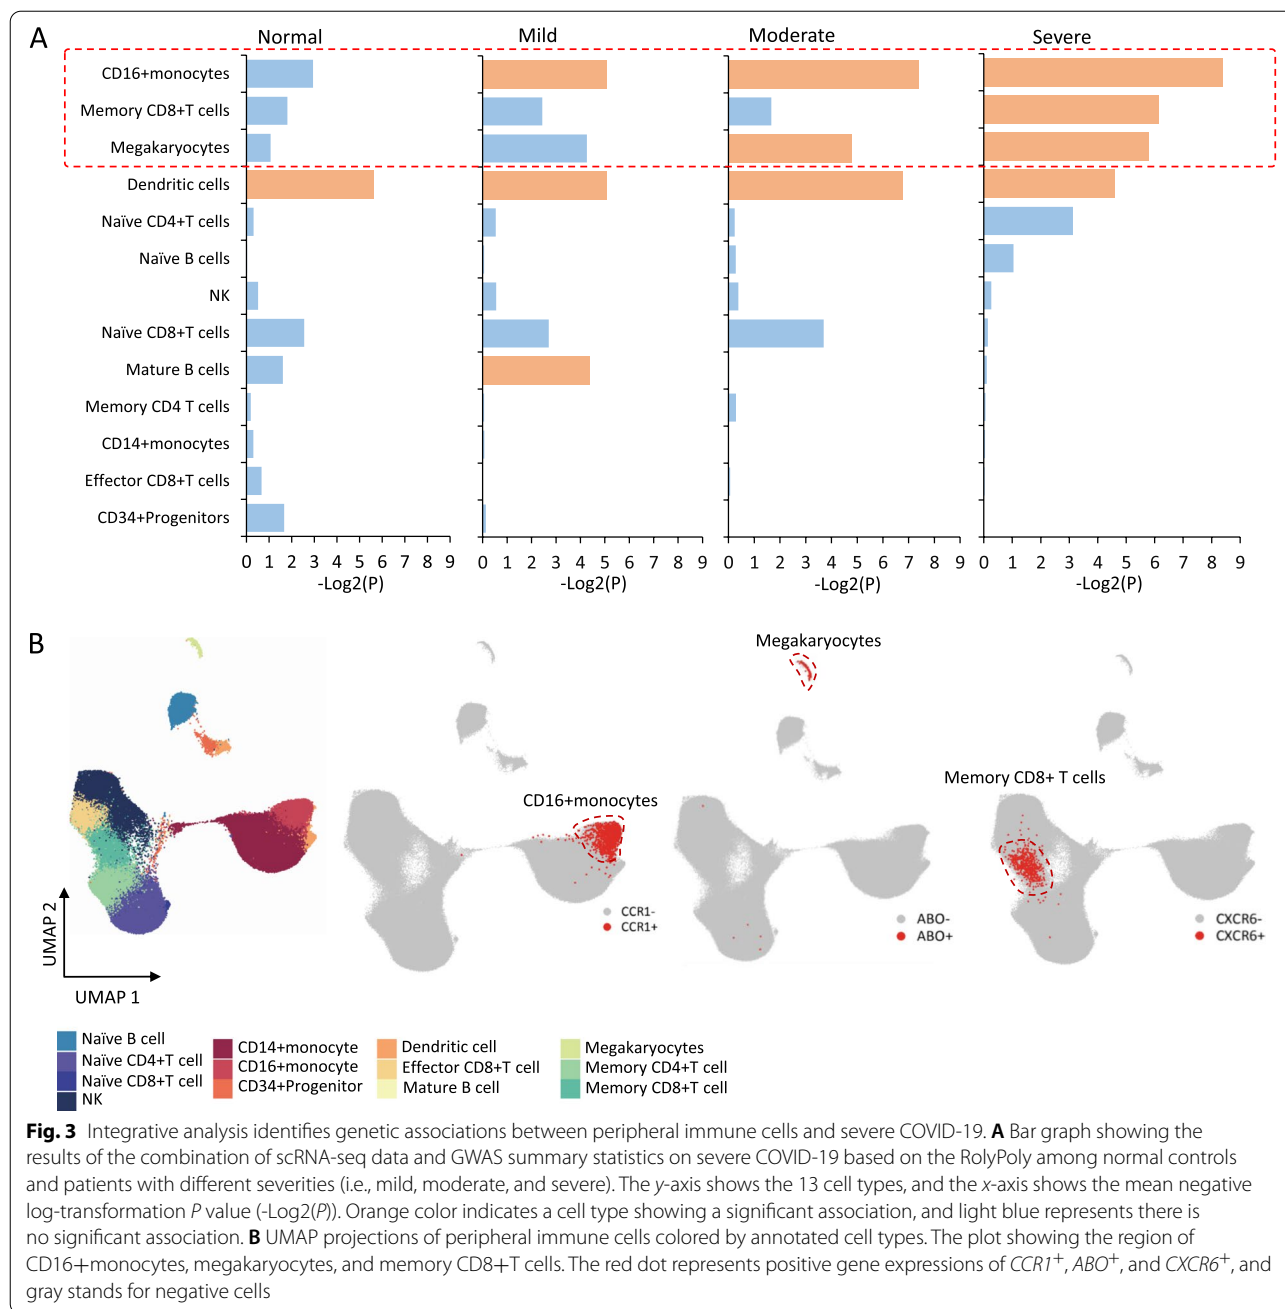 A
Normal Mild Moderate Severe
CD16+monocytes
Memory CD8+T cells
Megakaryocytes
Dendritic cells
Naïve CD4+T cells
Naïve B cells
NK
Naïve CD8+T cells
Mature B cells
Memory CD4 T cells
CD14+monocytes
Effector CD8+T cells
CD34+Progenitors
0 1 2 3 4 5 6 7 8 9 0 1 2 3 4 5 6 7 8 9 0 1 2 3 4 5 6 7 8 9 0 1 2 3 4 5 6 7 8 9
-Log2(P) -Log2(P) -Log2(P) -Log2(P)
B
Megakaryocytes
Memory CD8+ T cells
CD16+monocytes
CCR1-
CCR1+
ABO-
ABO+
CXCR6-
CXCR6+
UMAP 2
UMAP 1
Naïve B cell
Naïve CD4+T cell
Naïve CD8+T cell
NK
CD14+monocyte
CD16+monocyte
CD34+Progenitor
Dendritic cell
Effector CD8+T cell
Mature B cell
Megakaryocytes
Memory CD4+T cell
Memory CD8+T cell
Fig. 3 Integrative analysis identifies genetic associations between peripheral immune cells and severe COVID-19. A Bar graph showing the
results of the combination of scRNA-seq data and GWAS summary statistics on severe COVID-19 based on the RolyPoly among normal controls
and patients with different severities (i.e., mild, moderate, and severe). The y-axis shows the 13 cell types, and the x-axis shows the mean negative
log-transformation P value (-Log2(P)). Orange color indicates a cell type showing a significant association, and light blue represents there is
no significant association. B UMAP projections of peripheral immune cells colored by annotated cell types. The plot showing the region of
CD16+monocytes, megakaryocytes, and memory CD8+T cells. The red dot represents positive gene expressions of CCR1+, ABO+, and CXCR6+, and
gray stands for negative cells